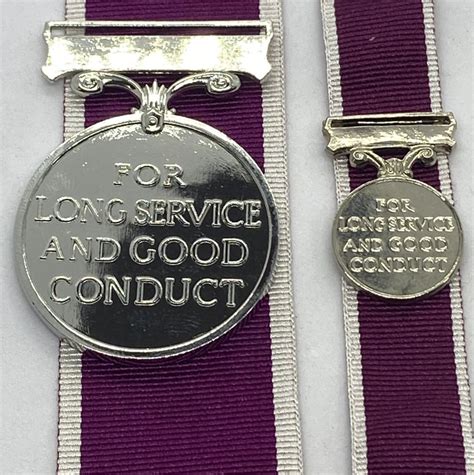 FOR
LONG SERVICE
AND GOOD
CONDUCT
FOR
LONG SERVICE
AND GOOD
CONDUCT